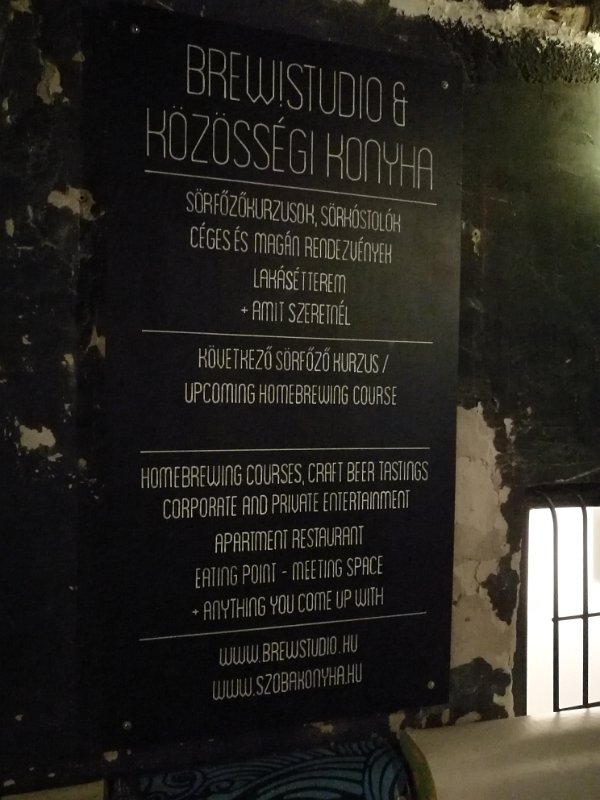 BREW!STUDIO &
KÖZÖSSÉGI KONYHA
SÖRFŐZŐKURZUSOK, SÖRKÓSTOLÓK
CÉGES ÉS MAGÁN RENDEZVÉNYEK
LAKÁSÉTTEREM
+ AMIT SZERETNÉL
KÖVETKEZŐ SÖRFŐZŐ KURZUS /
UPCOMING HOMEBREWING COURSE
HOMEBREWING COURSES, CRAFT BEER TASTINGS
CORPORATE AND PRIVATE ENTERTAINMENT
APARTMENT RESTAURANT
EATING POINT - MEETING SPACE
+ ANYTHING YOU COME UP WITH
WWW.BREWSTUDIO.HU
WWW.SZOBAKONYHA.HU